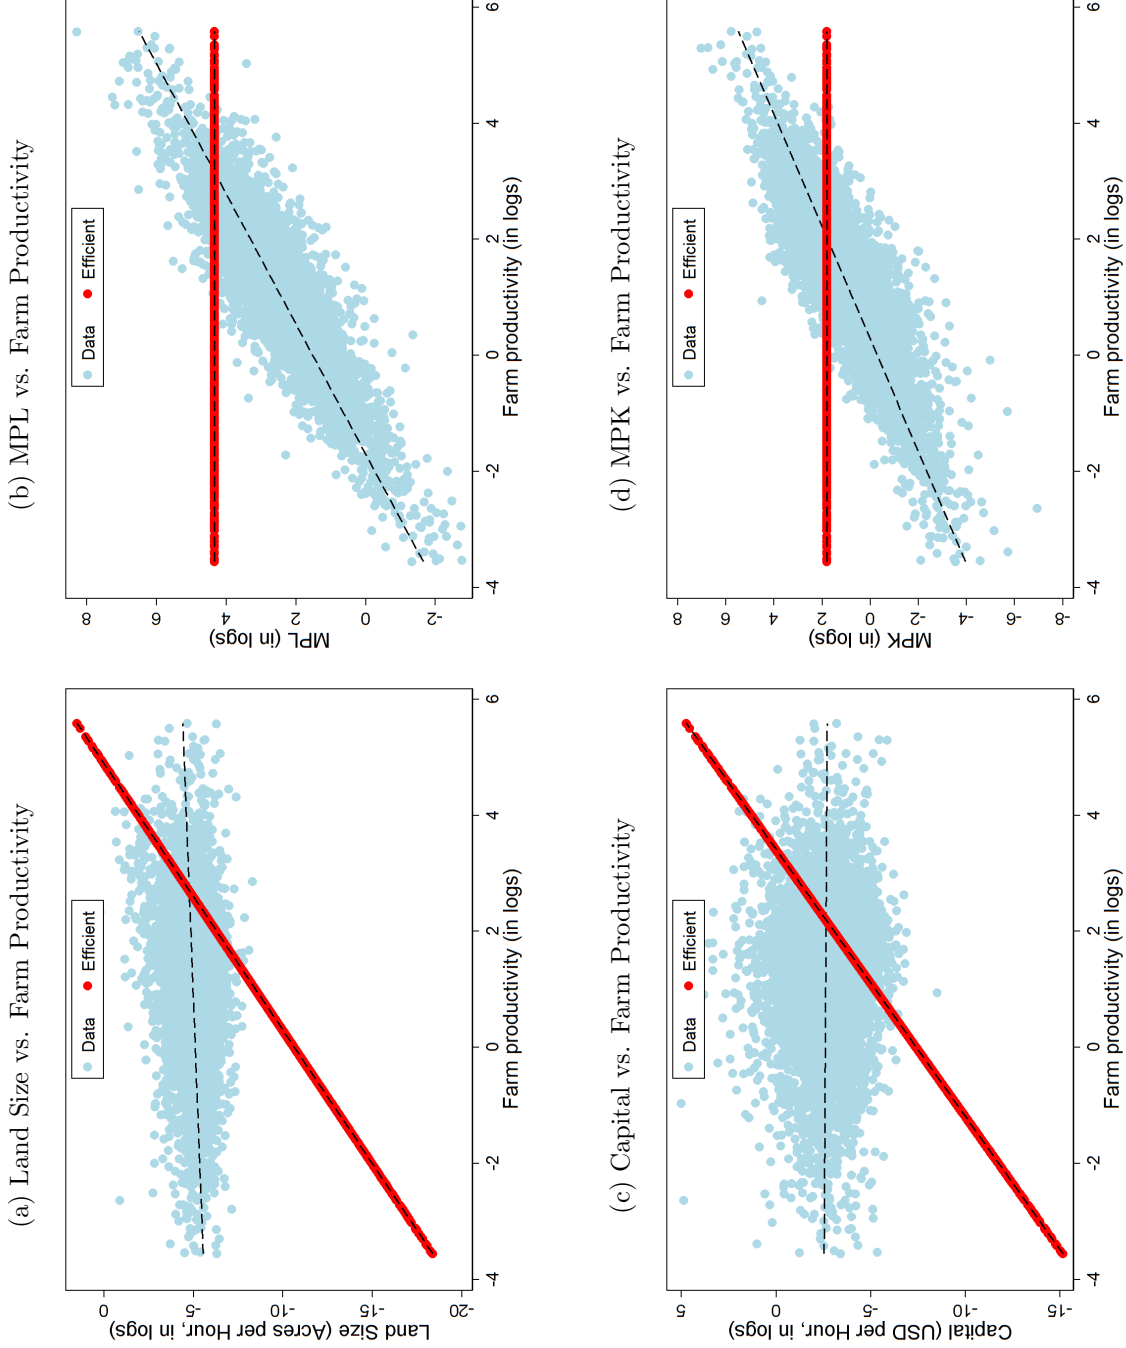 (a) Land Size vs. Farm Productivity
Data Efficient
Land Size (Acres per Hour, in logs)
0
-5
-10
-15
-20
-4 -2 0 2 4 6
Farm productivity (in logs)
(b) MPL vs. Farm Productivity
Data Efficient
MPL (in logs)
8
6
4
2
0
-2
-4 -2 0 2 4 6
Farm productivity (in logs)
(c) Capital vs. Farm Productivity
Data Efficient
Capital (USD per Hour, in logs)
5
0
-5
-10
-15
-4 -2 0 2 4 6
Farm productivity (in logs)
(d) MPK vs. Farm Productivity
Data Efficient
MPK (in logs)
8
6
4
2
0
-2
-4
-6
-8
-4 -2 0 2 4 6
Farm productivity (in logs)